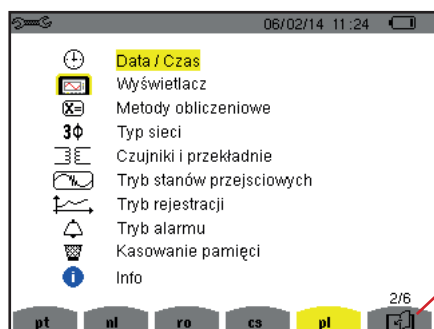 06/02/14 11:24
Data / Czas
Wyświetlacz
X= Metody obliczeniowe
3ϕ Typ sieci
Czujniki i przekładnie
Tryb stanów przejsciowych
Tryb rejestracji
Tryb alarmu
Kasowanie pamięci
i Info
2/6
pt nl ro cs pl